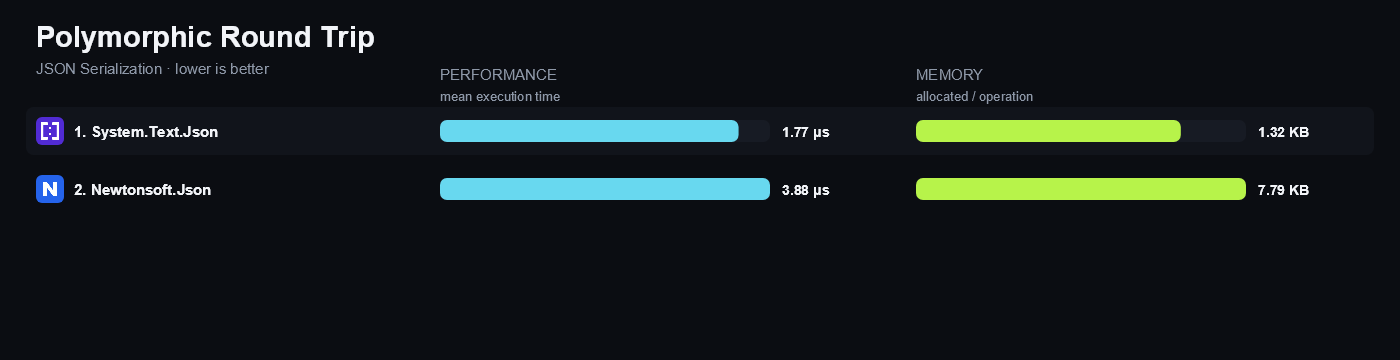 Polymorphic Round Trip
JSON Serialization · lower is better
PERFORMANCE
mean execution time
MEMORY
allocated / operation
1. System.Text.Json
1.77 µs
1.32 KB
N
2. Newtonsoft.Json
3.88 µs
7.79 KB